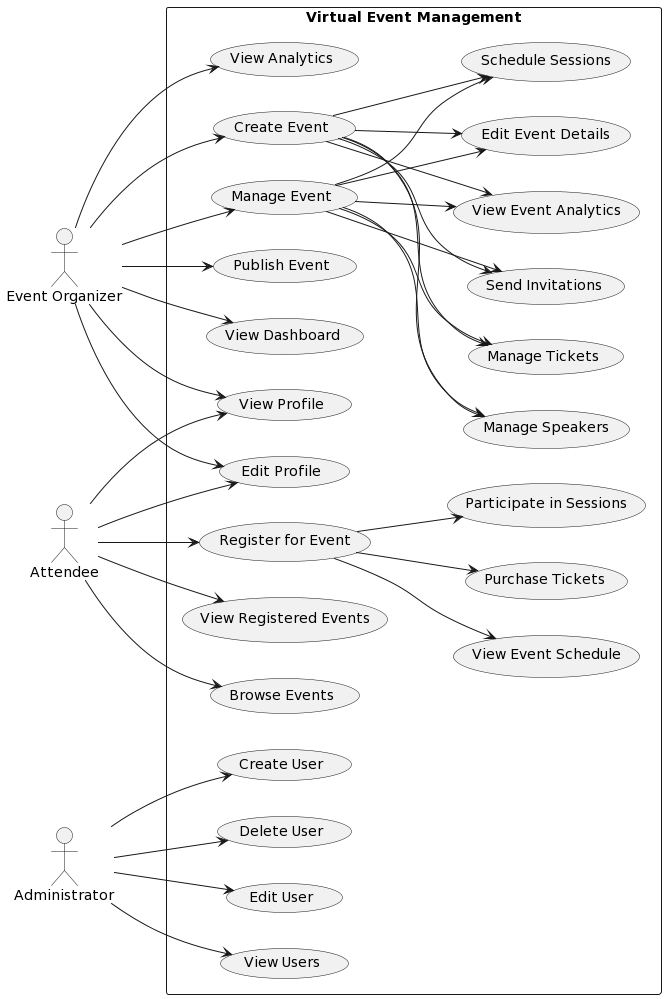 Virtual Event Management
View Analytics
Schedule Sessions
Create Event
Edit Event Details
Manage Event
View Event Analytics
Publish Event
Send Invitations
Event Organizer
View Dashboard
Manage Tickets
View Profile
Manage Speakers
Edit Profile
Participate in Sessions
Register for Event
Attendee
Purchase Tickets
View Registered Events
View Event Schedule
Browse Events
Create User
Delete User
Administrator
Edit User
View Users